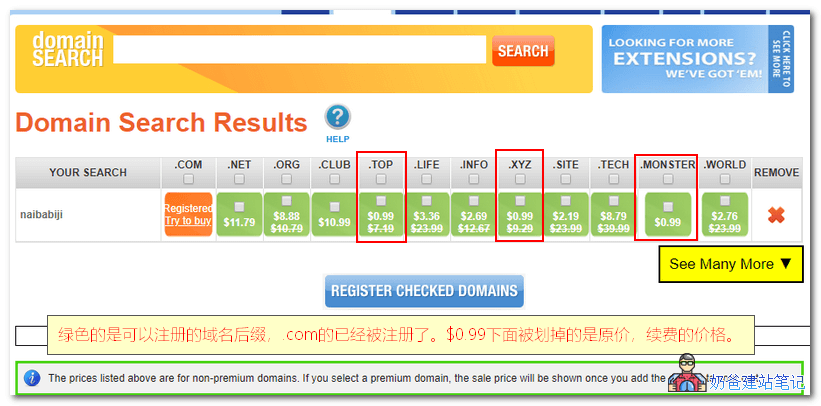 domain
SEARCH
SEARCH
LOOKING FOR MORE
EXTENSIONS?
WE'VE GOT 'EM!
CLICK HERE TO
SEE MORE
Domain Search Results
HELP
YOUR SEARCH .COM .NET .ORG .CLUB .TOP .LIFE .INFO .XYZ .SITE .TECH .MONSTER .WORLD REMOVE
naibabiji Registered Try to buy $11.79 $8.88 $10.79 $10.99 $0.99 $7.19 $3.36 $23.99 $2.69 $12.67 $0.99 $9.29 $2.19 $23.99 $8.79 $39.99 $0.99 $2.76 $23.99
See Many More ▼
REGISTER CHECKED DOMAINS
绿色的是可以注册的域名后缀，.com的已经被注册了。$0.99下面被划掉的是原价，续费的价格。
The prices listed above are for non-premium domains. If you select a premium domain, the sale price will be shown once you add the
奶爸建站笔记